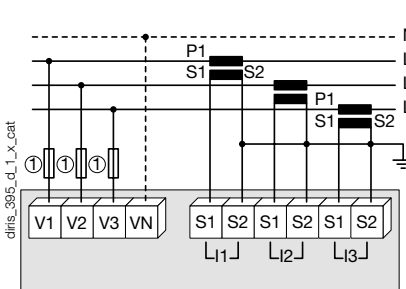 P1
S1 S2
P1
S1 S2
① ① ①
V1 V2 V3 VN S1 S2 S1 S2 S1 S2
I1 I2 I3
diris_395_d_1_x_cat